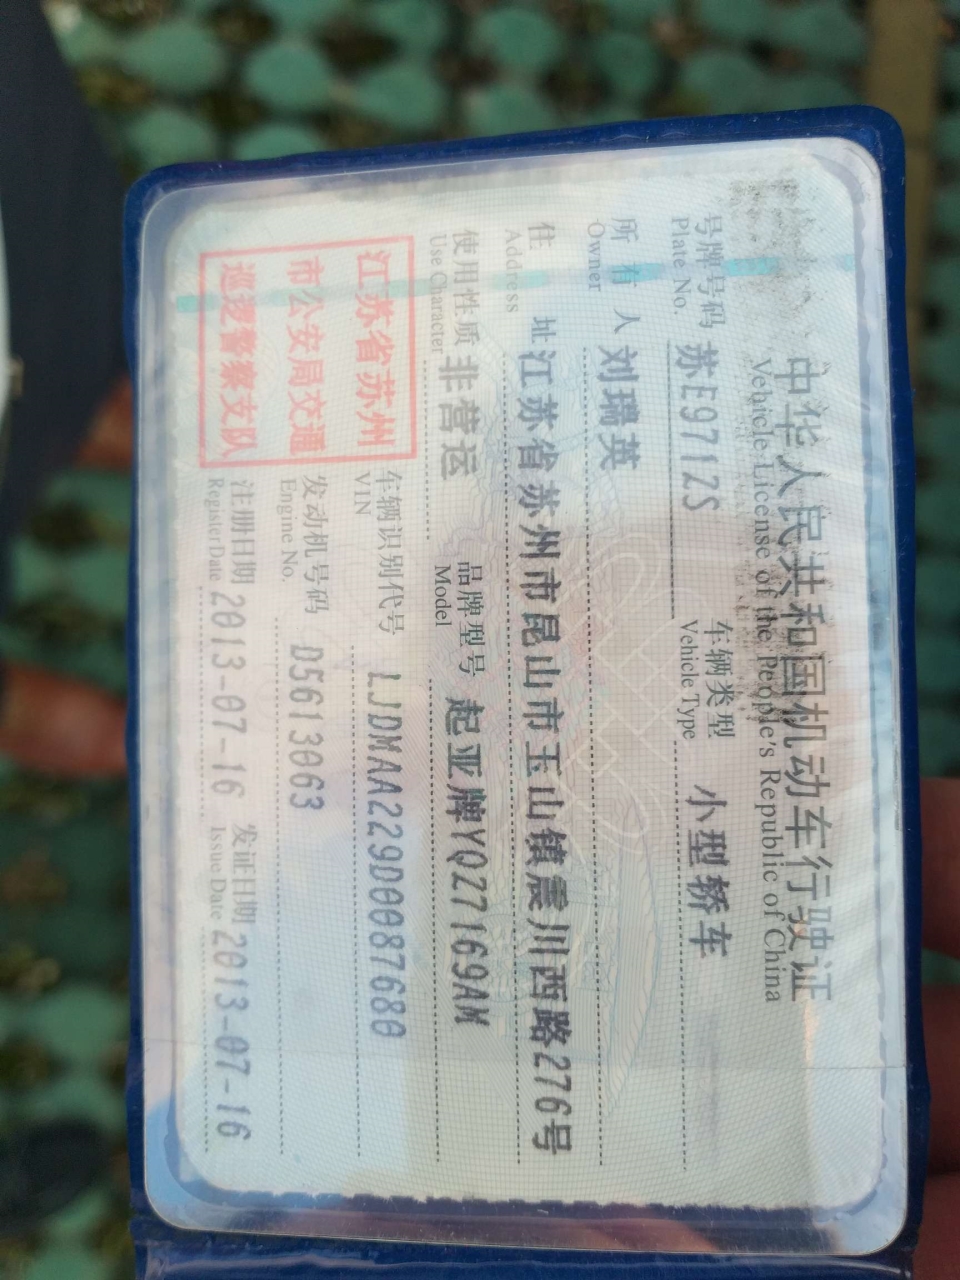 中华人民共和国机动车行驶证
Vehicle License of the People's Republic of China
号牌号码 苏E9712S 车辆类型 小型轿车
Plate No. Vehicle Type
所有人 刘瑞英
Owner
住址 江苏省苏州市昆山市玉山镇震川西路276号
Address
使用性质 非营运 品牌型号 起亚牌YQZ7169AM
Use Character Model
江苏省苏州
市公安局交通
巡逻警察支队
车辆识别代号 LJDMAA229D0087680
VIN
发动机号码 D5613063
Engine No.
注册日期 2013-07-16 发证日期 2013-07-16
Register Date Issue Date